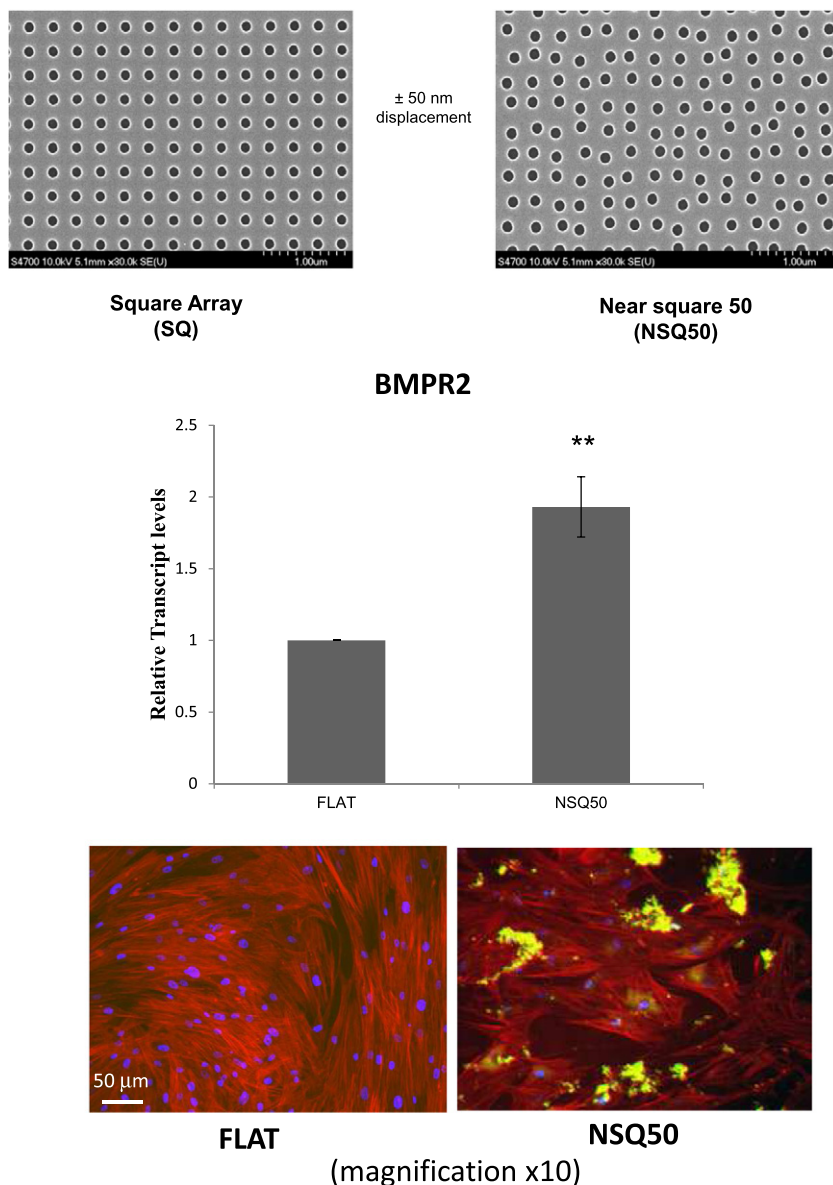 ± 50 nm
displacement
S4700 10.0kV 5.1mm x30.0k SE(U)
1.00um
S4700 10.0kV 5.1mm x30.0k SE(U)
1.00um
Square Array
(SQ)
Near square 50
(NSQ50)
BMPR2
Relative Transcript levels
2.5
2
1.5
1
0.5
0
**
FLAT
NSQ50
50 μm
FLAT
NSQ50
(magnification x10)